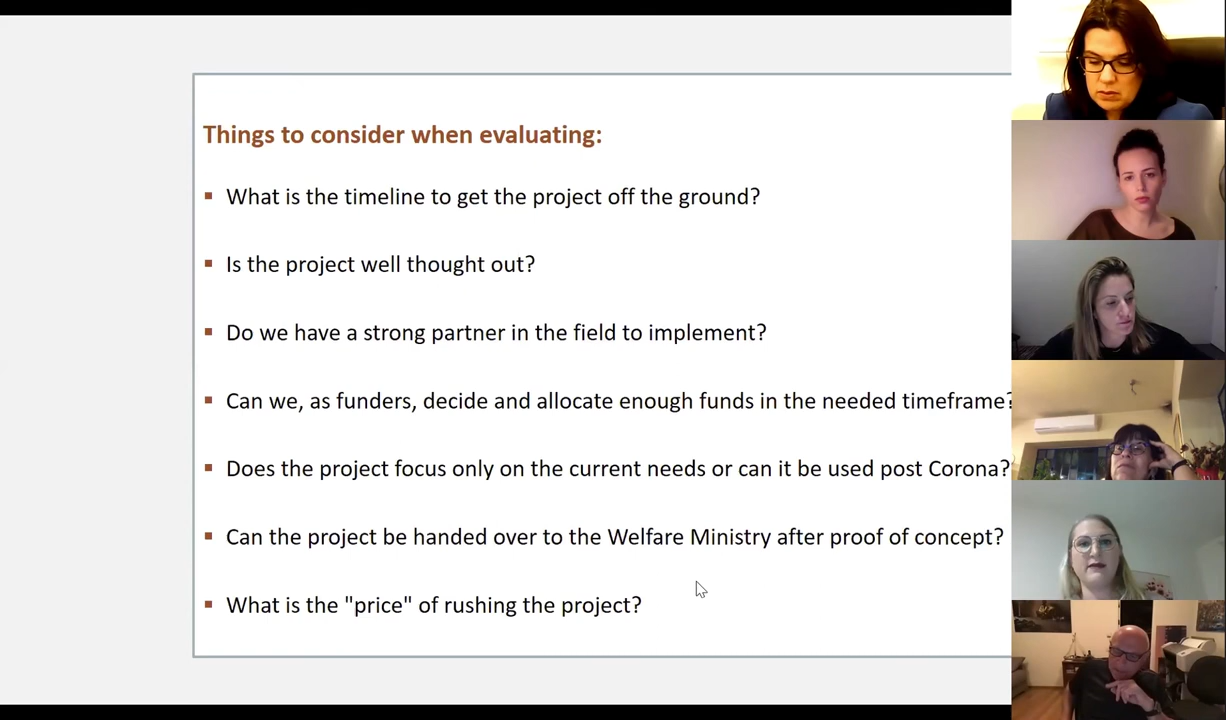 Things to consider when evaluating:
▪ What is the timeline to get the project off the ground?
▪ Is the project well thought out?
▪ Do we have a strong partner in the field to implement?
▪ Can we, as funders, decide and allocate enough funds in the needed timeframe?
▪ Does the project focus only on the current needs or can it be used post Corona?
▪ Can the project be handed over to the Welfare Ministry after proof of concept?
▪ What is the "price" of rushing the project?